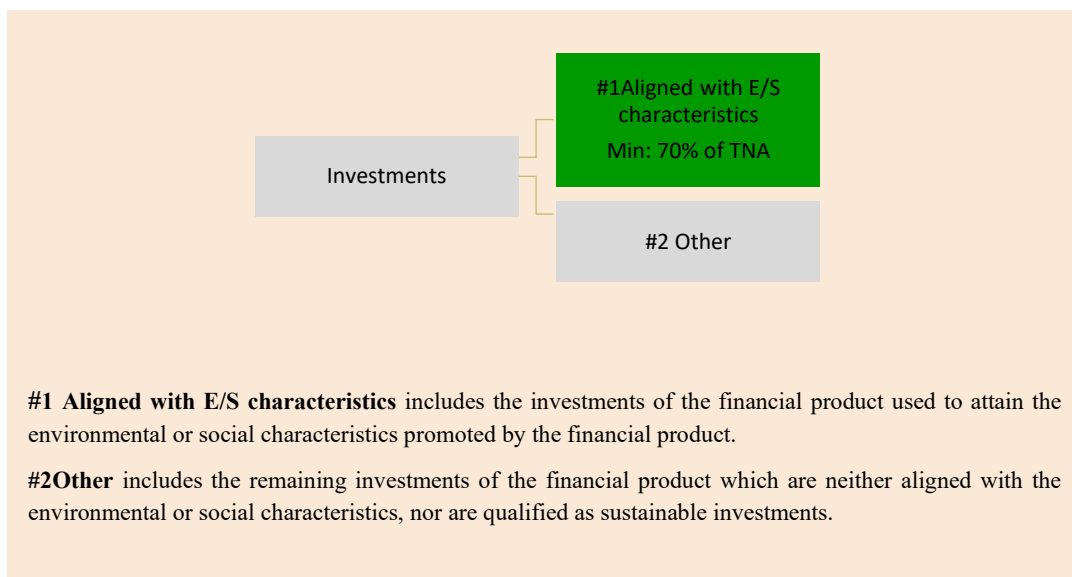 #1Aligned with E/S
characteristics
Min: 70% of TNA
Investments
#2 Other
#1 Aligned with E/S characteristics includes the investments of the financial product used to attain the
environmental or social characteristics promoted by the financial product.
#2Other includes the remaining investments of the financial product which are neither aligned with the
environmental or social characteristics, nor are qualified as sustainable investments.